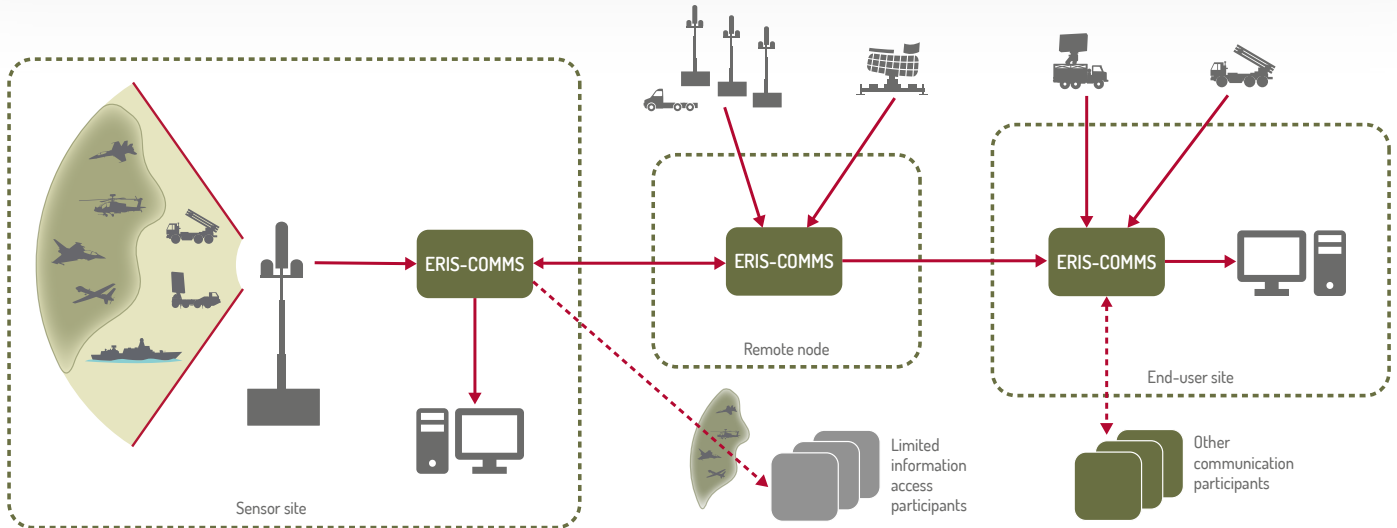 ERIS-COMMS
ERIS-COMMS
ERIS-COMMS
Remote node
End-user site
Sensor site
Limited
information
access
participants
Other
communication
participants